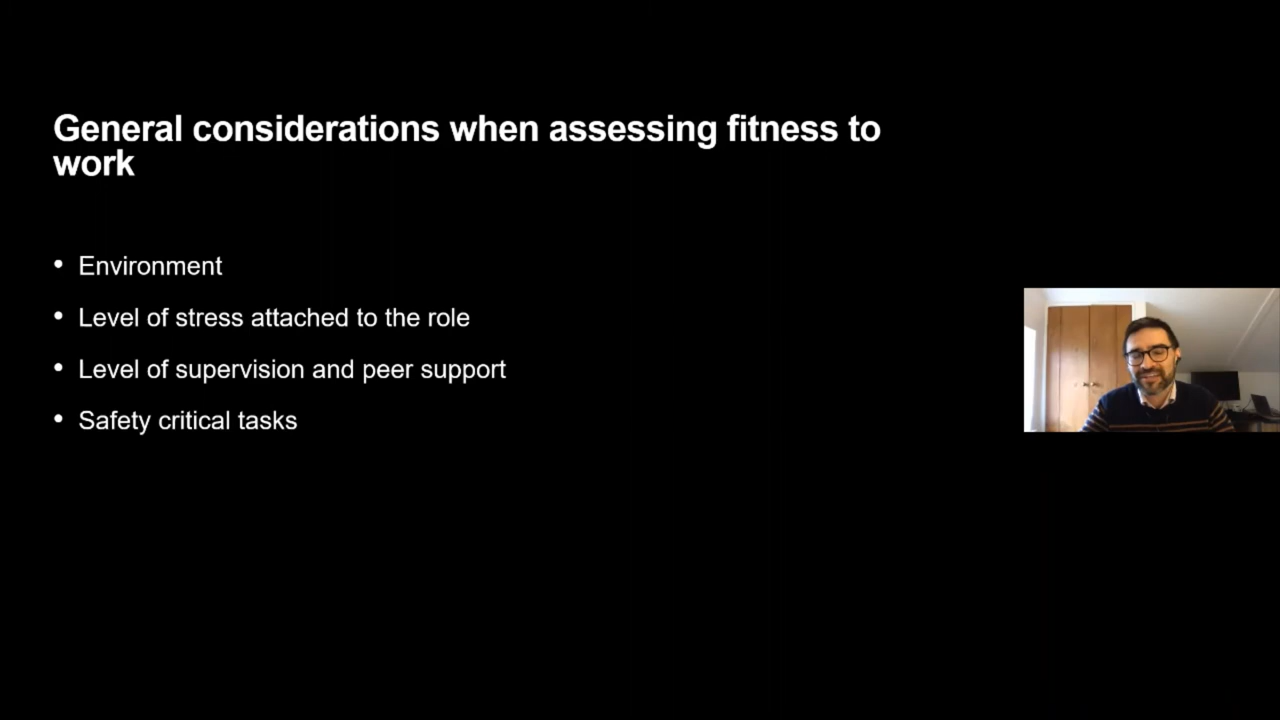 General considerations when assessing fitness to
work
• Environment
• Level of stress attached to the role
• Level of supervision and peer support
• Safety critical tasks